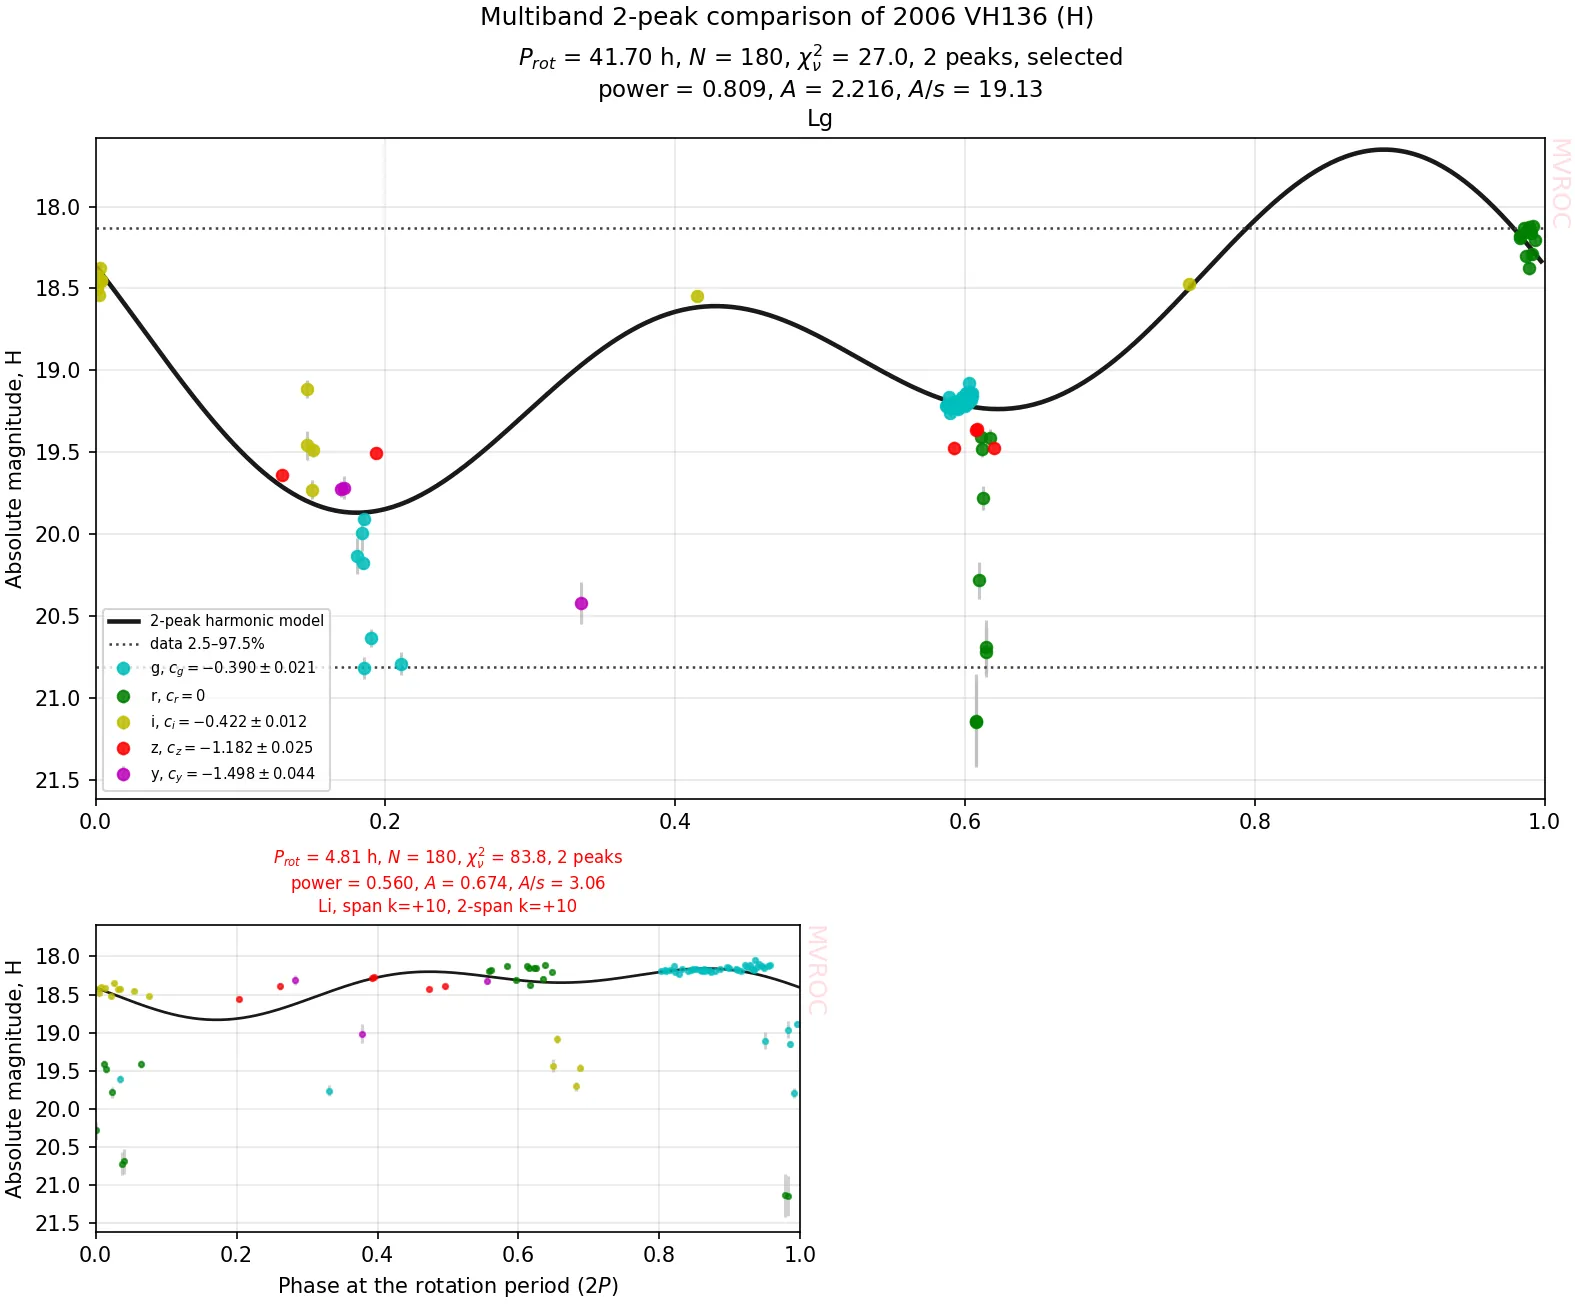 Multiband 2-peak comparison of 2006 VH136 (H)
P_rot = 41.70 h, N = 180, χ²_ν = 27.0, 2 peaks, selected
power = 0.809, A = 2.216, A/s = 19.13
Lg
MVROC
Absolute magnitude, H
18.0
18.5
19.0
19.5
20.0
20.5
21.0
21.5
2-peak harmonic model
data 2.5–97.5%
g, c_g = −0.390 ± 0.021
r, c_r = 0
i, c_i = −0.422 ± 0.012
z, c_z = −1.182 ± 0.025
y, c_y = −1.498 ± 0.044
0.0 0.2 0.4 0.6 0.8 1.0
P_rot = 4.81 h, N = 180, χ²_ν = 83.8, 2 peaks
power = 0.560, A = 0.674, A/s = 3.06
Li, span k=+10, 2-span k=+10
MVROC
Absolute magnitude, H
18.0
18.5
19.0
19.5
20.0
20.5
21.0
21.5
0.0 0.2 0.4 0.6 0.8 1.0
Phase at the rotation period (2P)